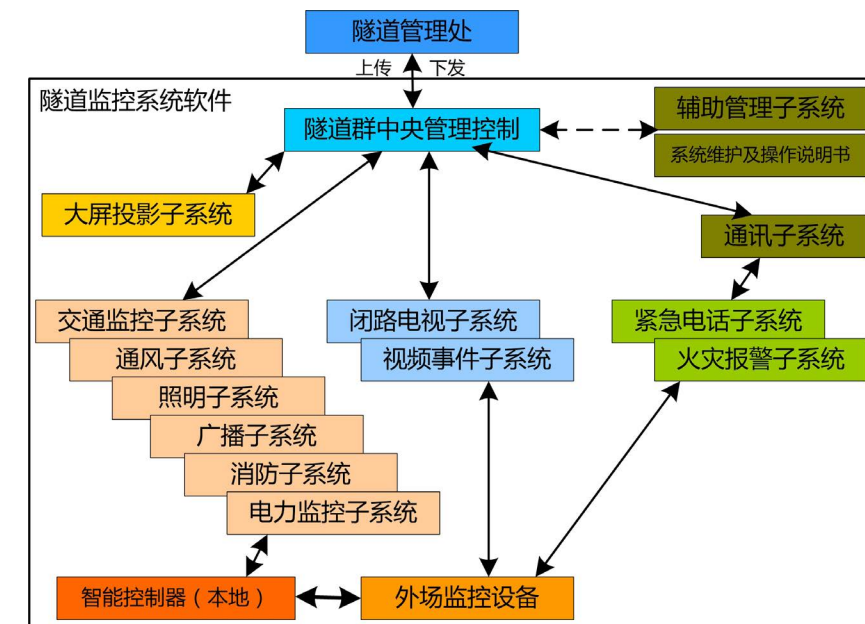 隧道管理处
上传 下发
隧道监控系统软件
隧道群中央管理控制
辅助管理子系统
系统维护及操作说明书
大屏投影子系统
通讯子系统
交通监控子系统
闭路电视子系统
紧急电话子系统
通风子系统
视频事件子系统
火灾报警子系统
照明子系统
广播子系统
消防子系统
电力监控子系统
智能控制器（本地）
外场监控设备